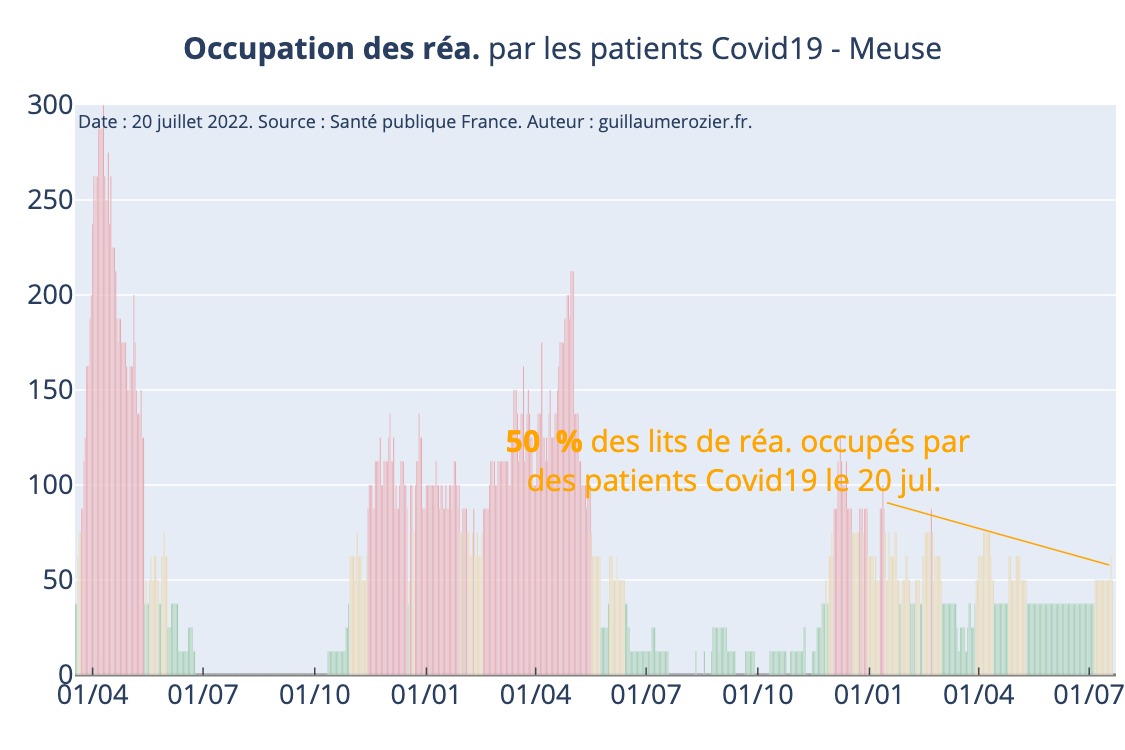 Occupation des réa. par les patients Covid19 - Meuse
Date : 20 juillet 2022. Source : Santé publique France. Auteur : guillaumerozier.fr.
300
250
200
150
100
50
0
50 % des lits de réa. occupés par
des patients Covid19 le 20 jul.
01/04 01/07 01/10 01/01 01/04 01/07 01/10 01/01 01/04 01/07